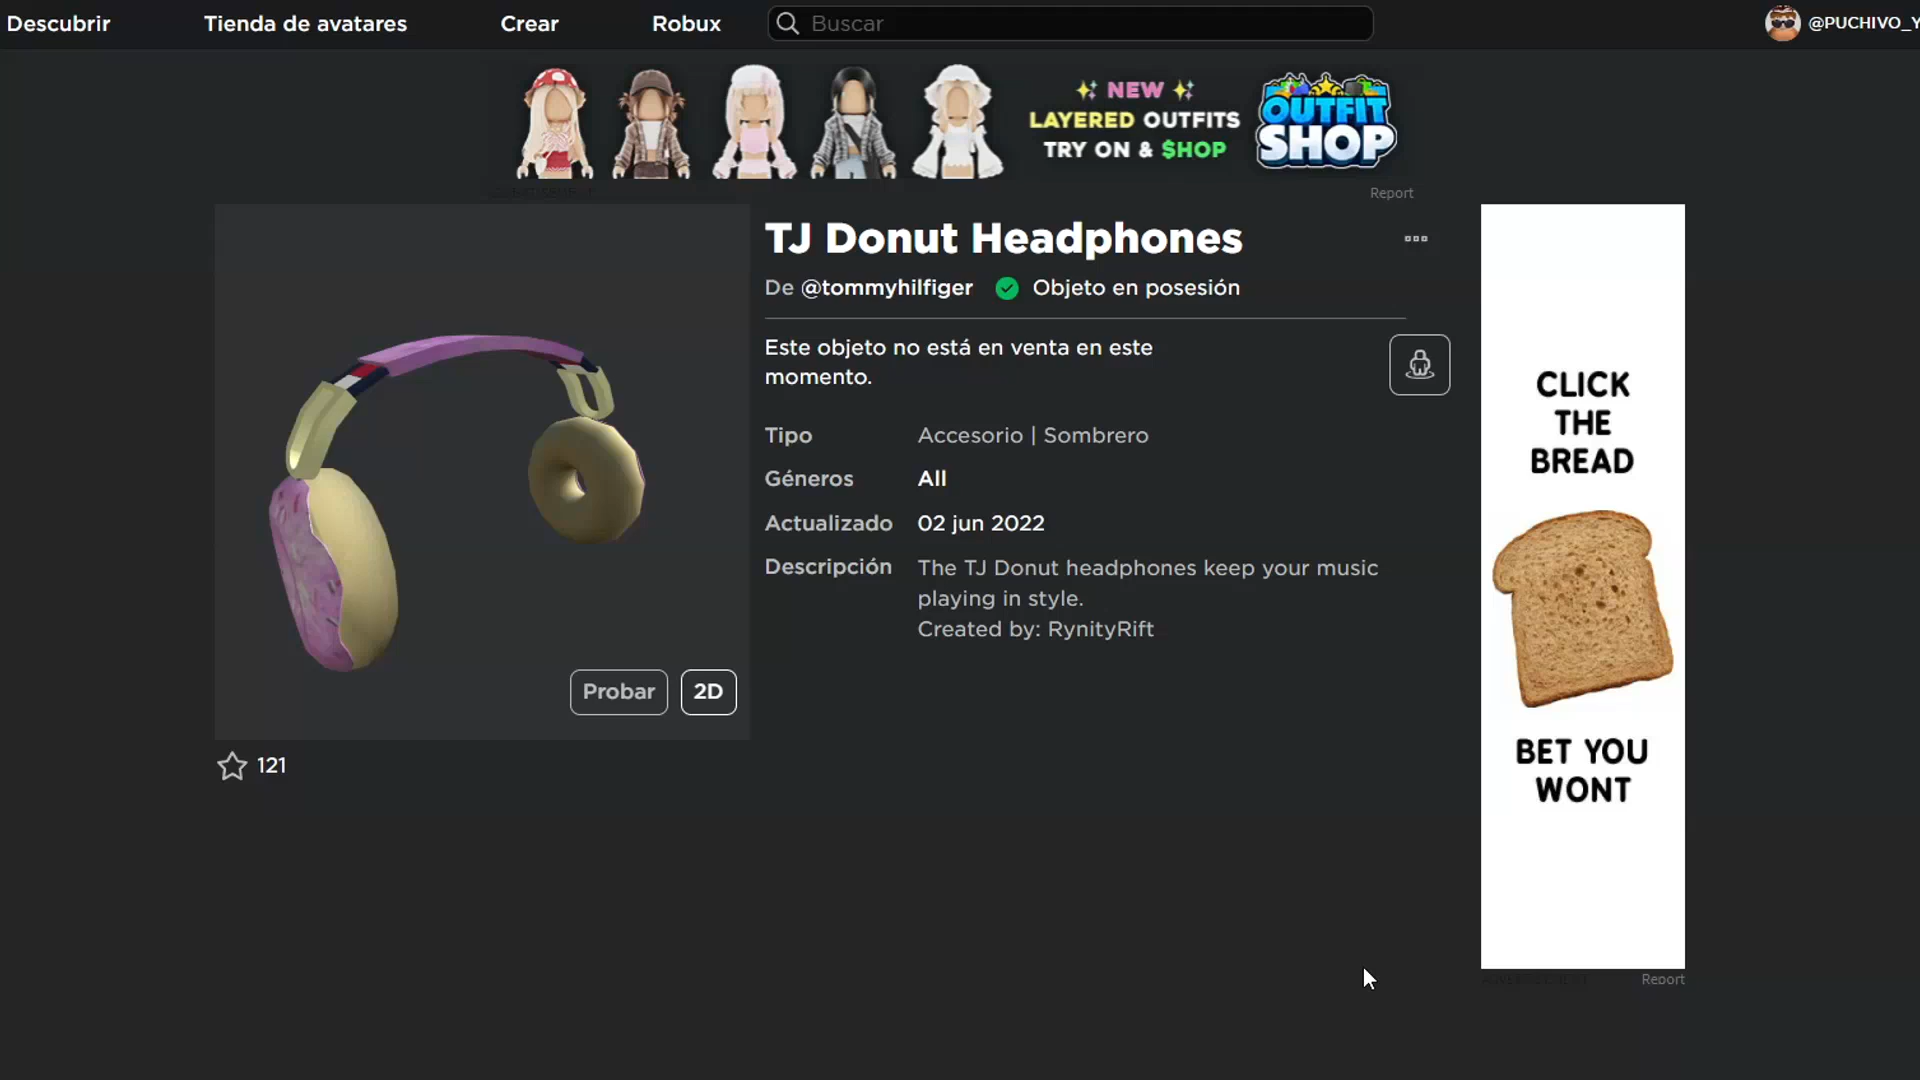 Descubrir Tienda de avatares Crear Robux Buscar @PUCHIVO_Y
NEW
LAYERED OUTFITS
TRY ON & $HOP
OUTFIT
SHOP
Report
TJ Donut Headphones
De @tommyhilfiger Objeto en posesión
Este objeto no está en venta en este
momento.
Tipo Accesorio | Sombrero
Géneros All
Actualizado 02 jun 2022
Descripción The TJ Donut headphones keep your music
playing in style.
Created by: RynityRift
Probar 2D
121
CLICK
THE
BREAD
BET YOU
WONT
Report